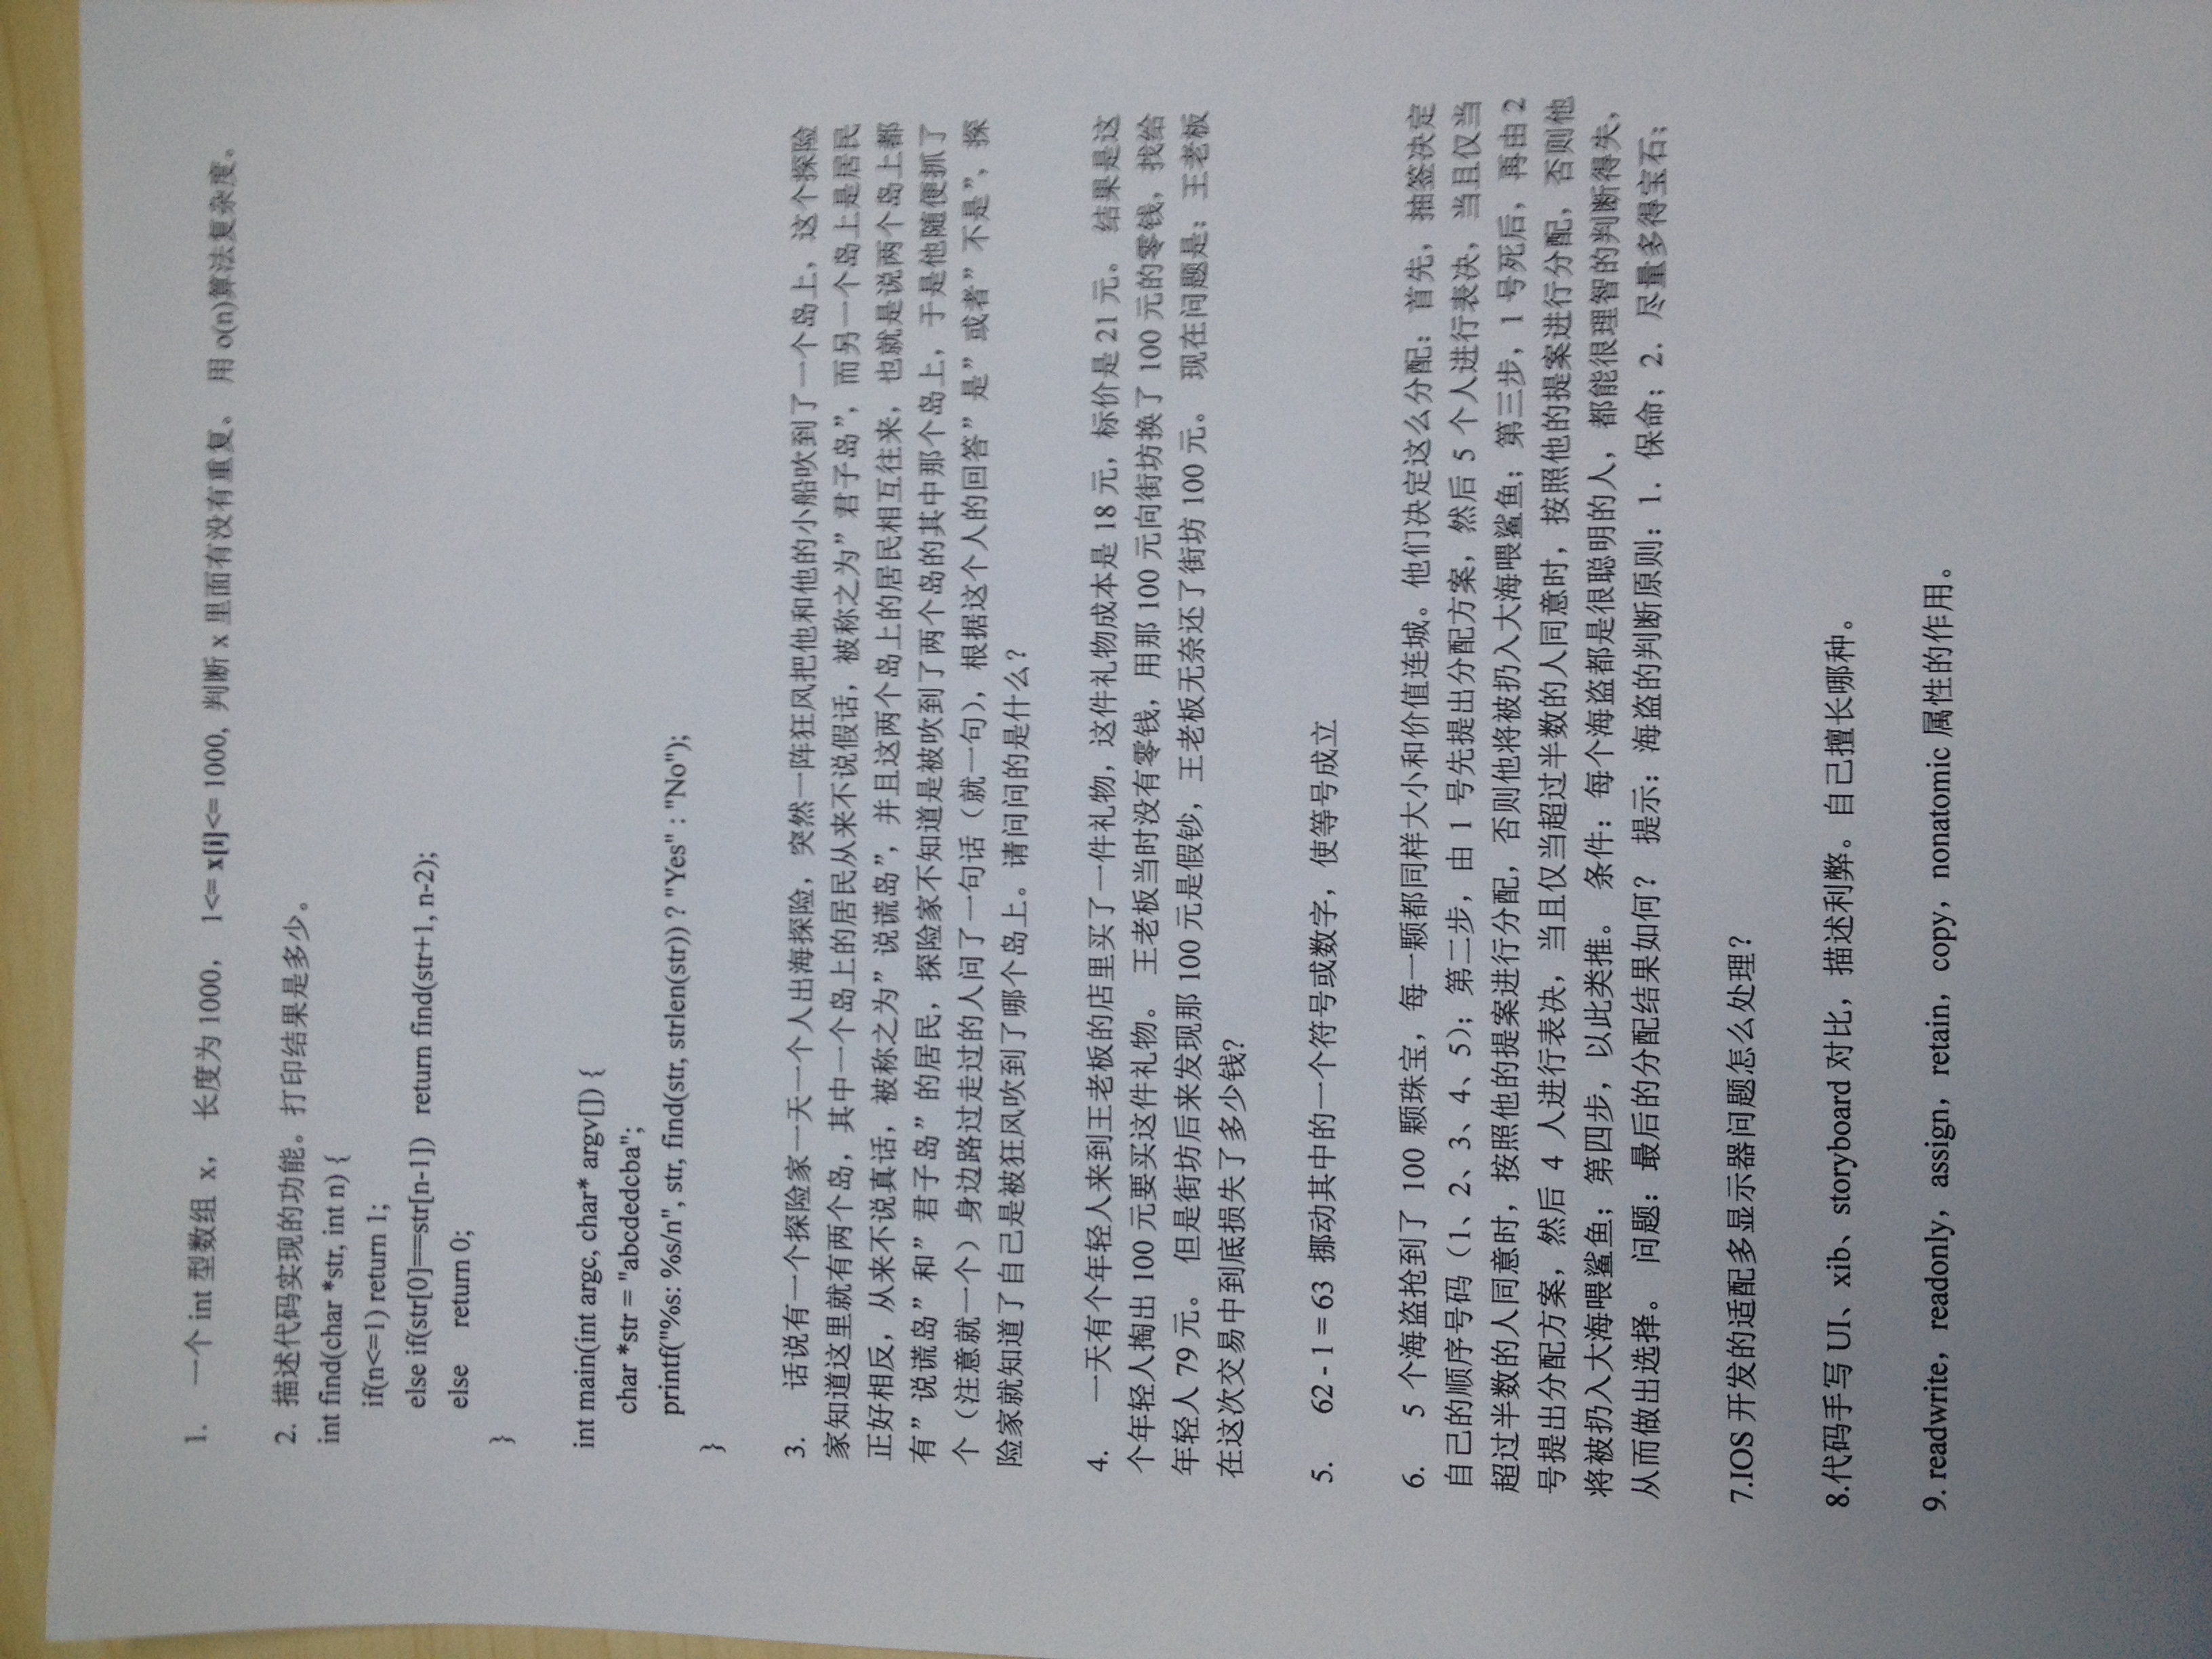 1. 一个 int 型数组 x， 长度为 1000， 1<= x[i]<= 1000, 判断 x 里面有没有重复、 用 o(n)算法复杂度。
2. 描述代码实现的功能。打印结果是多少。
int find(char *str, int n) {
if(n<=1) return 1;
else if(str[0]==str[n-1]) return find(str+1, n-2);
else return 0;
}
int main(int argc, char* argv[]) {
char *str = "abcdedcba";
printf("%s: %s/n", str, find(str, strlen(str)) ? "Yes" : "No");
}
3. 话说有一个探险家一天一个人出海探险，突然一阵狂风把他和他的小船吹到了一个岛上，这个探险
家知道这里就有两个岛，其中一个岛上的居民从来不说假话，被称之为”君子岛”，而另一个岛上是居民
正好相反，从来不说真话，被称之为”说谎岛”，并且这两个岛上的居民相互往来，也就是说两个岛上都
有”说谎岛”和”君子岛”的居民，探险家不知道是被吹到了两个岛的其中那个岛上，于是他随便抓了
个（注意就一个）身边路过走过的人问了一句话（就一句），根据这个人的回答”是”或者”不是”，探
险家就知道了自己是被狂风吹到了哪个岛上。请问问的是什么？
4. 一天有个年轻人来到王老板的店里买了一件礼物，这件礼物成本是 18 元，标价是 21 元。 结果是这
个年轻人掏出 100 元要买这件礼物。 王老板当时没有零钱，用那 100 元向街坊换了 100 元的零钱，找给
年轻人 79 元。 但是街坊后来发现那 100 元是假钞，王老板无奈还了街坊 100 元。 现在问题是：王老板
在这次交易中到底损失了多少钱？
5. 62 - 1 = 63 挪动其中的一个符号或数字，使等号成立
6. 5 个海盗抢到了 100 颗珠宝，每一颗都同样大小和价值连城。他们决定这么分配：首先，抽签决定
自己的顺序号码（1、2、3、4、5）；第二步，由 1 号先提出分配方案，然后 5 个人进行表决，当且仅当
超过半数的人同意时，按照他的提案进行分配，否则他将被扔入大海喂鲨鱼；第三步，1 号死后，再由 2
号提出分配方案，然后 4 人进行表决，当且仅当超过半数的人同意时，按照他的提案进行分配，否则他
将被扔入大海喂鲨鱼；第四步，以此类推。 条件：每个海盗都是很聪明的人，都能很理智的判断得失，
从而做出选择。 问题：最后的分配结果如何？ 提示：海盗的判断原则：1．保命；2．尽量多得宝石；
7.IOS 开发的适配多显示器问题怎么处理？
8.代码手写 UI、xib、storyboard 对比，描述利弊。自己擅长哪种。
9. readwrite，readonly，assign，retain，copy，nonatomic 属性的作用。